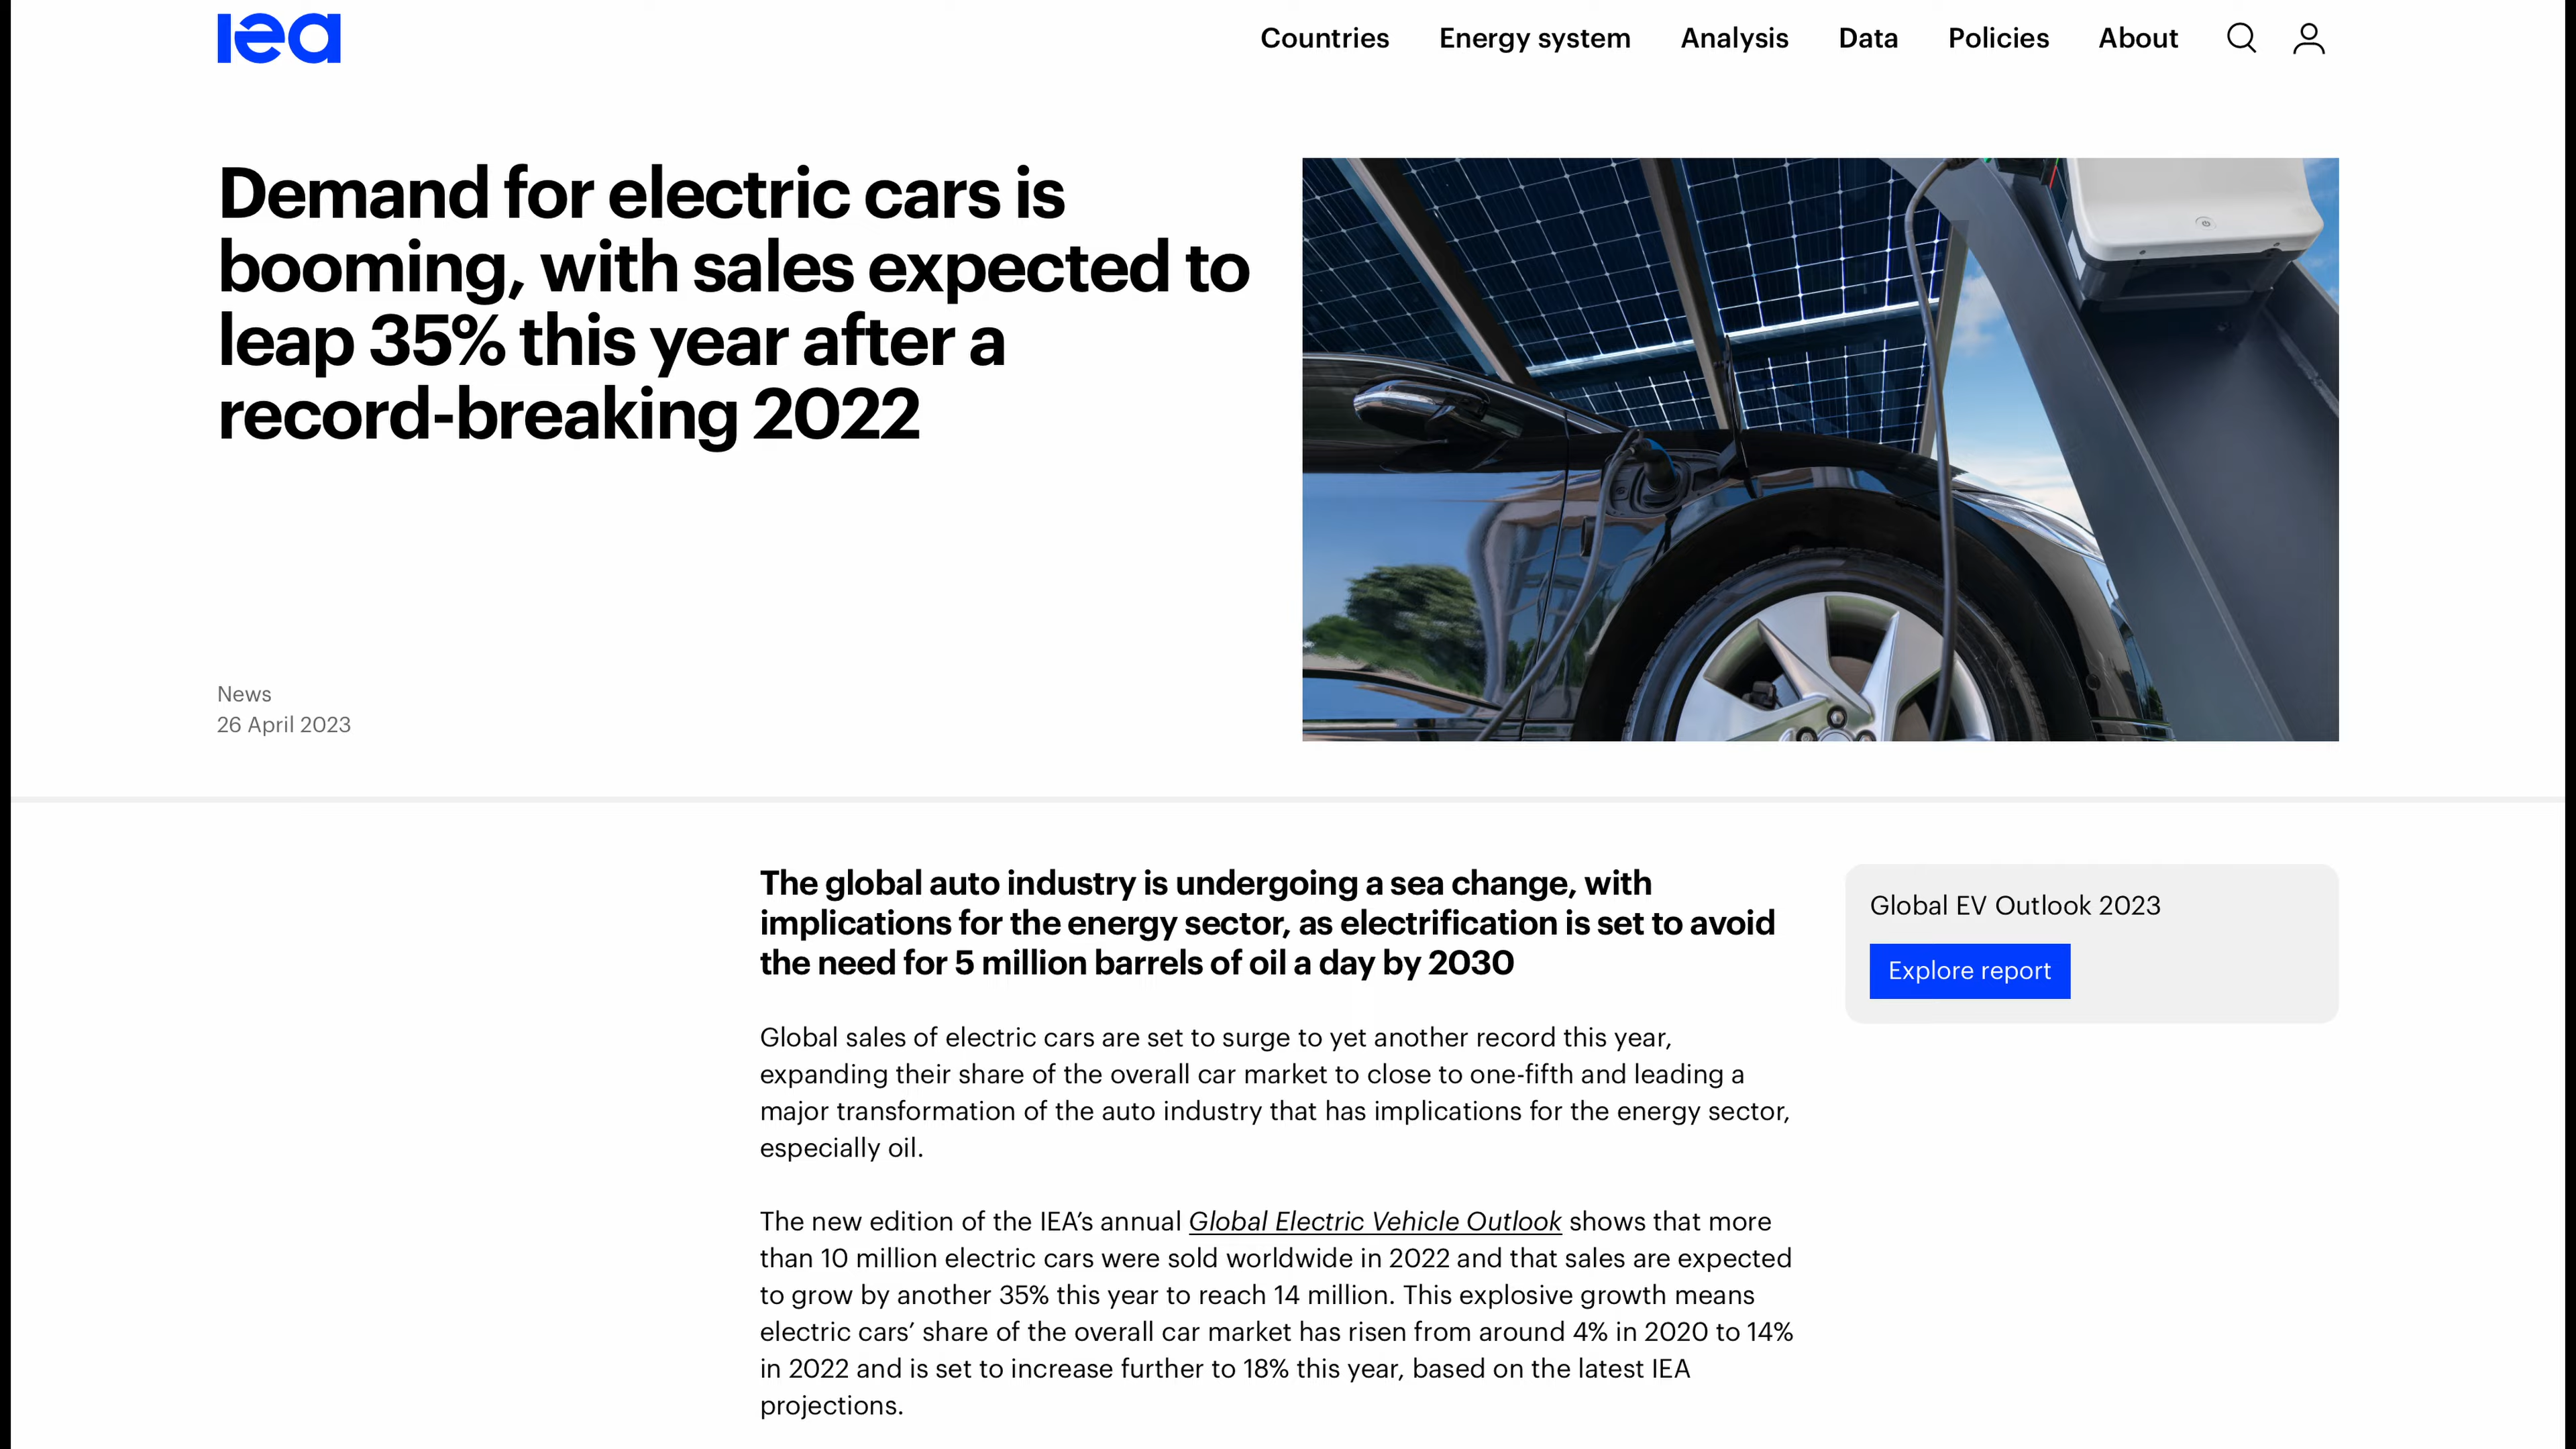 iea
Countries Energy system Analysis Data Policies About
Demand for electric cars is
booming, with sales expected to
leap 35% this year after a
record-breaking 2022
News
26 April 2023
The global auto industry is undergoing a sea change, with
implications for the energy sector, as electrification is set to avoid
the need for 5 million barrels of oil a day by 2030
Global sales of electric cars are set to surge to yet another record this year,
expanding their share of the overall car market to close to one-fifth and leading a
major transformation of the auto industry that has implications for the energy sector,
especially oil.
The new edition of the IEA’s annual Global Electric Vehicle Outlook shows that more
than 10 million electric cars were sold worldwide in 2022 and that sales are expected
to grow by another 35% this year to reach 14 million. This explosive growth means
electric cars’ share of the overall car market has risen from around 4% in 2020 to 14%
in 2022 and is set to increase further to 18% this year, based on the latest IEA
projections.
Global EV Outlook 2023
Explore report